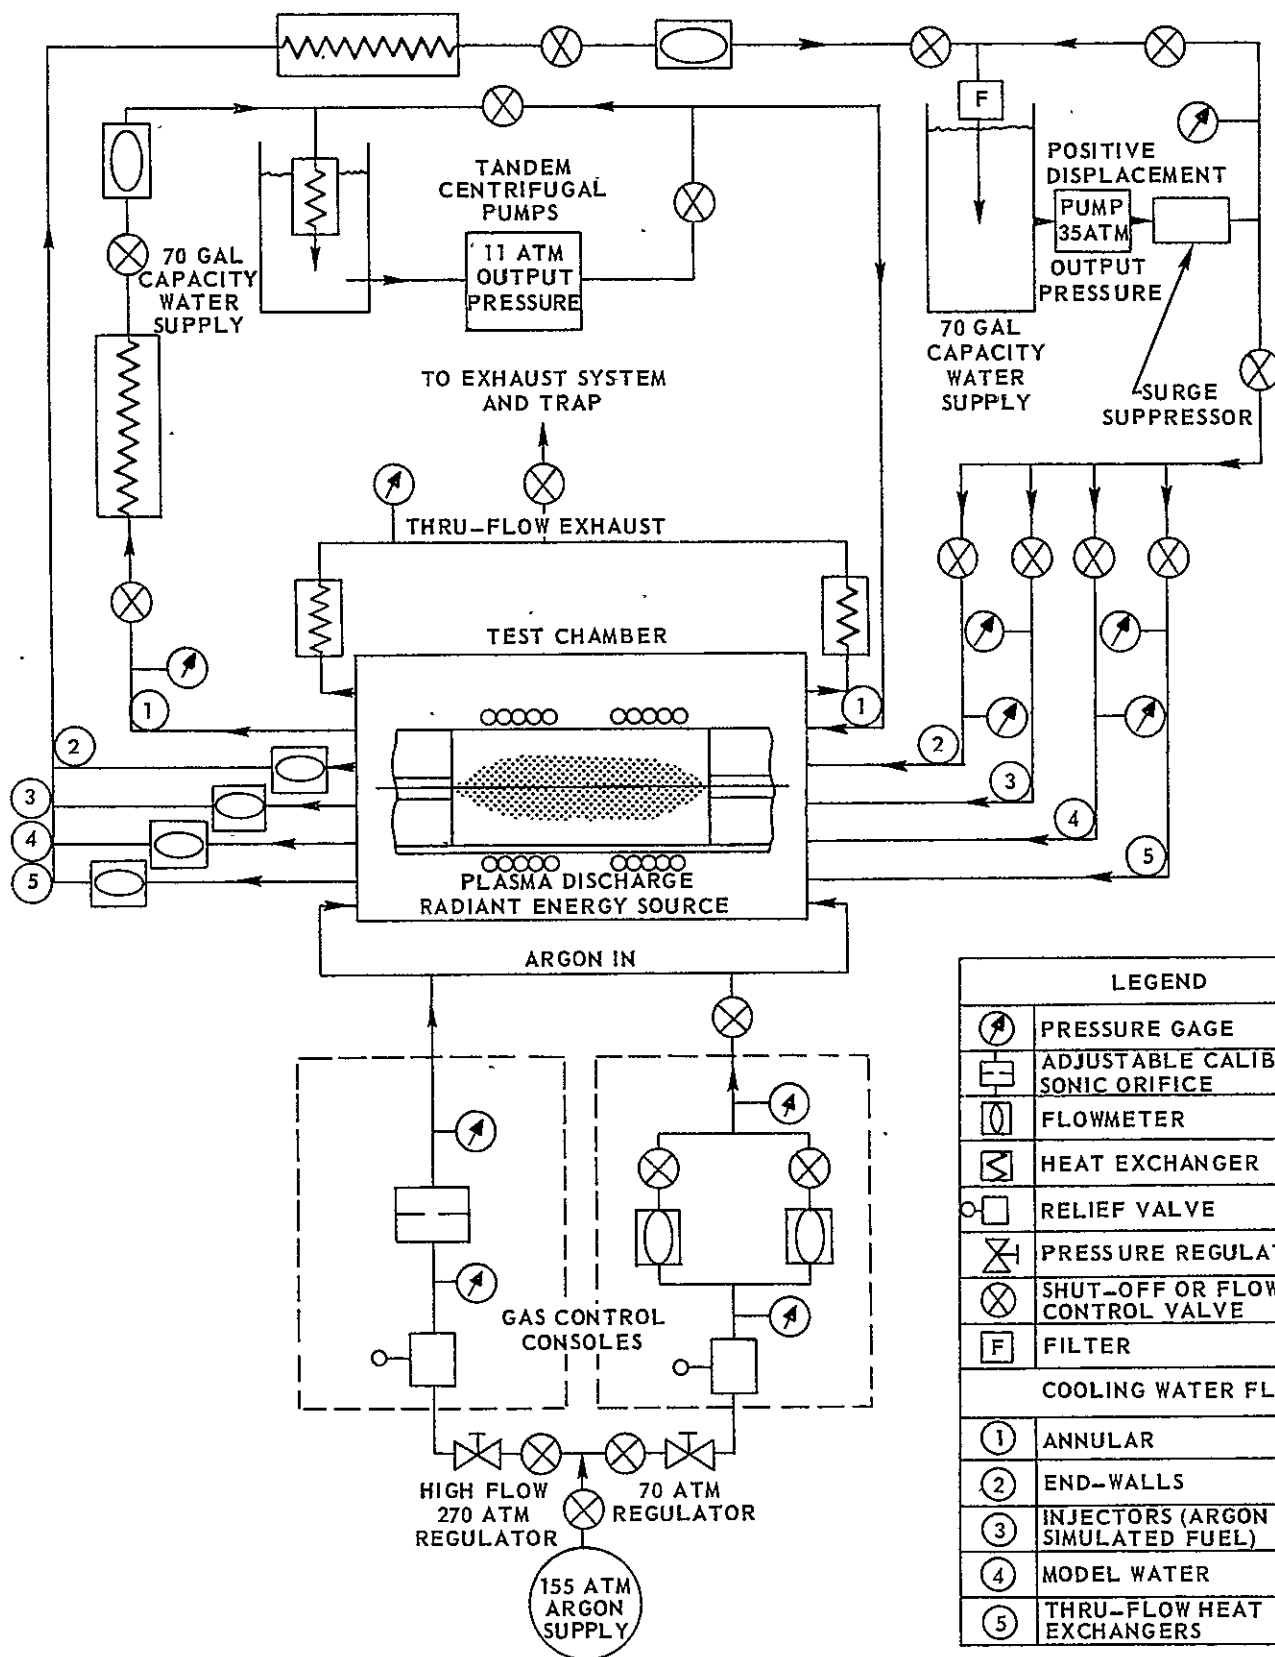 F
POSITIVE
DISPLACEMENT
PUMP
35ATM
OUTPUT
PRESSURE
TANDEM
CENTRIFUGAL
PUMPS
11 ATM
OUTPUT
PRESSURE
70 GAL
CAPACITY
WATER
SUPPLY
70 GAL
CAPACITY
WATER
SUPPLY
SURGE
SUPPRESSOR
TO EXHAUST SYSTEM
AND TRAP
THRU-FLOW EXHAUST
TEST CHAMBER
1
1
2
2
3
3
4
4
5
5
PLASMA DISCHARGE
RADIANT ENERGY SOURCE
ARGON IN
GAS CONTROL
CONSOLES
HIGH FLOW
270 ATM
REGULATOR
70 ATM
REGULATOR
155 ATM
ARGON
SUPPLY
LEGEND
PRESSURE GAGE
ADJUSTABLE CALIB
SONIC ORIFICE
FLOWMETER
HEAT EXCHANGER
RELIEF VALVE
PRESSURE REGULA
SHUT-OFF OR FLOW
CONTROL VALVE
F FILTER
COOLING WATER FL
1 ANNULAR
2 END-WALLS
3 INJECTORS (ARGON
SIMULATED FUEL)
4 MODEL WATER
5 THRU-FLOW HEAT
EXCHANGERS